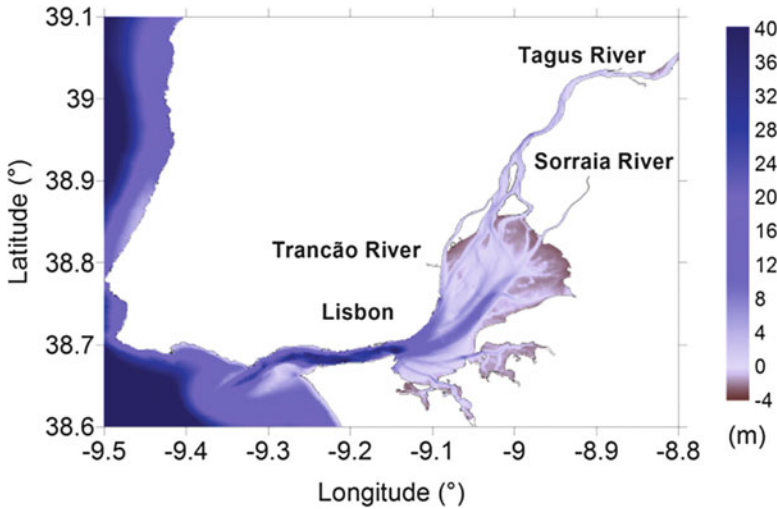 39.1
39
38.9
38.8
38.7
38.6
Latitude (°)
-9.5 -9.4 -9.3 -9.2 -9.1 -9 -8.9 -8.8
Longitude (°)
Tagus River
Sorraia River
Trancão River
Lisbon
40
36
32
28
24
20
16
12
8
4
0
-4
(m)